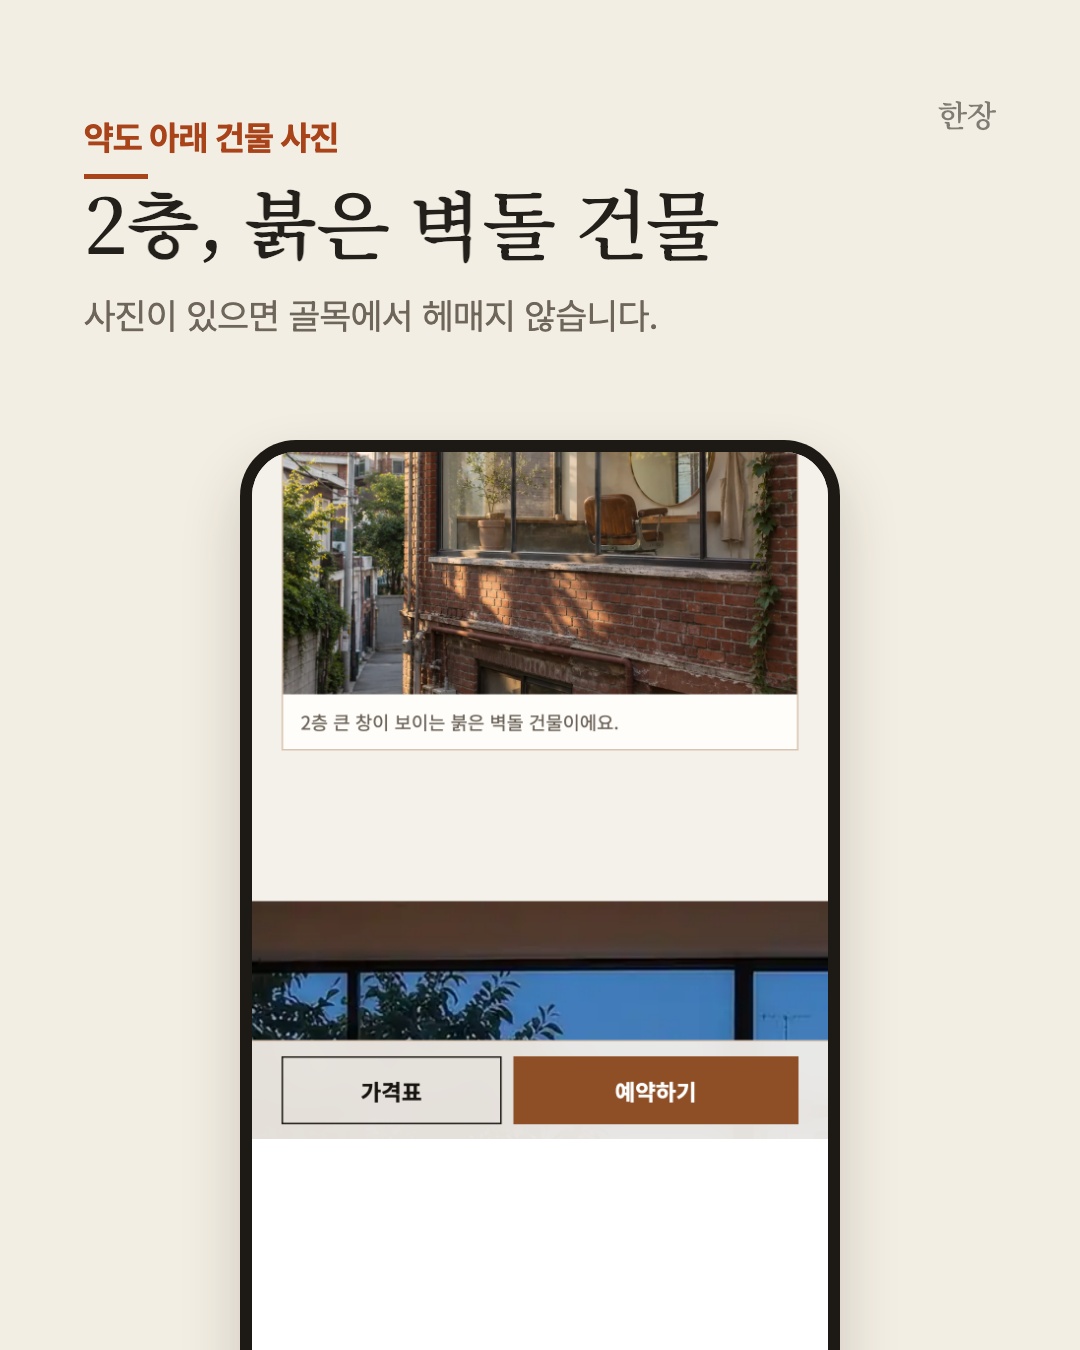 약도 아래 건물 사진
한장
2층, 붉은 벽돌 건물
사진이 있으면 골목에서 헤매지 않습니다.
2층 큰 창이 보이는 붉은 벽돌 건물이에요.
가격표
예약하기